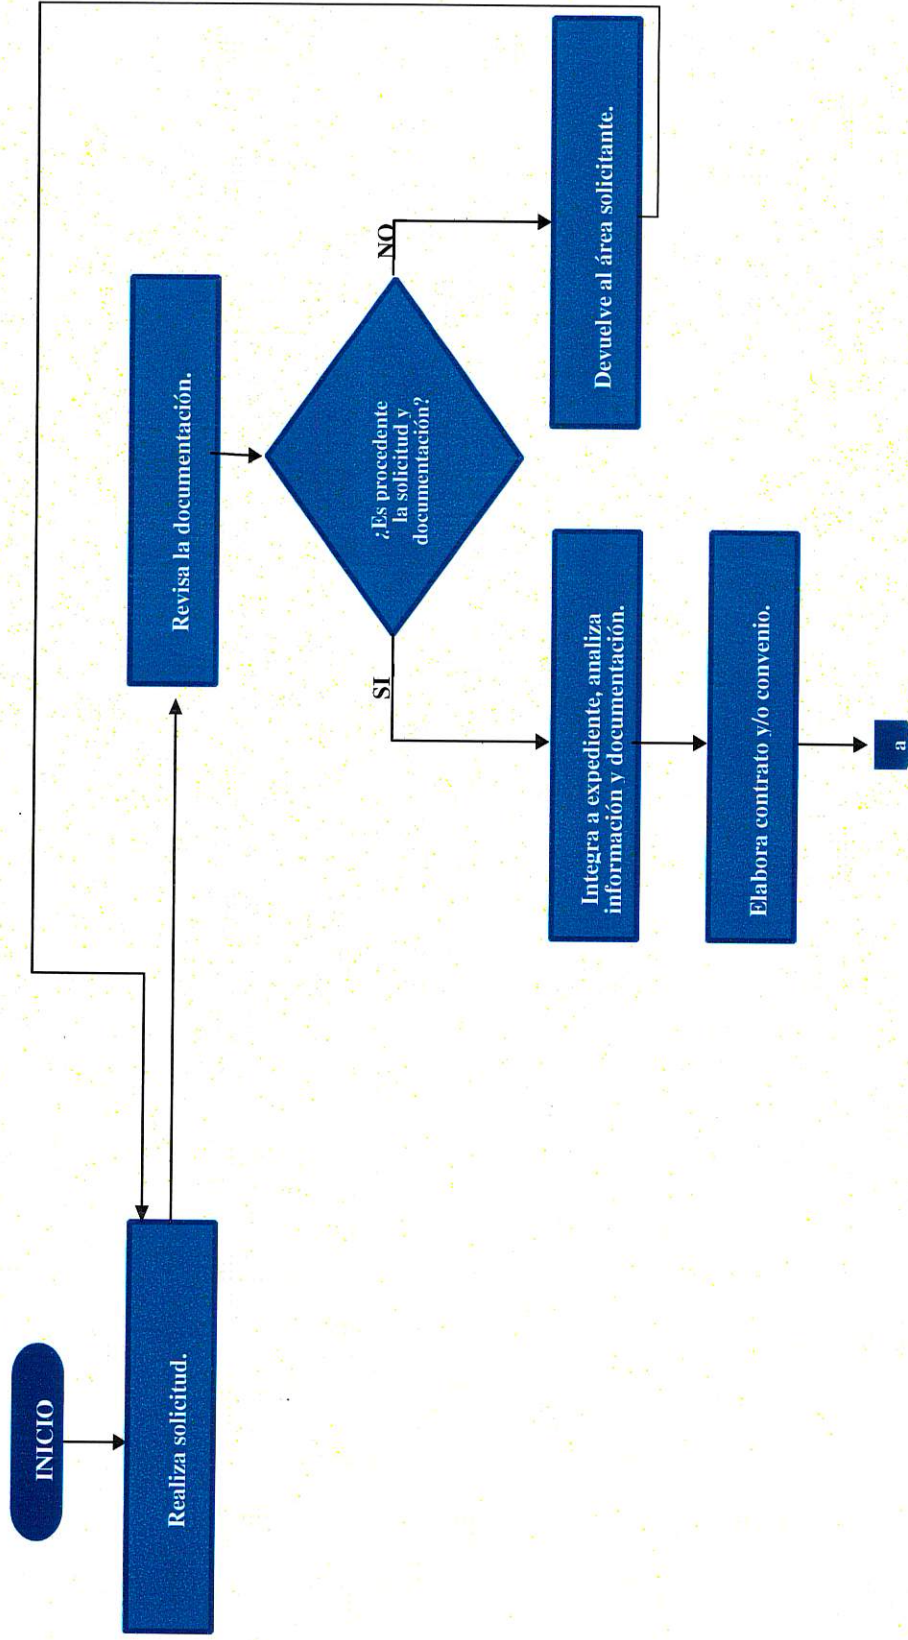 INICIO
Realiza solicitud.
Revisa la documentación.
¿Es procedente
la solicitud y
documentación?
SI
NO
Integra a expediente, analiza
información y documentación.
Devuelve al área solicitante.
Elabora contrato y/o convenio.
a